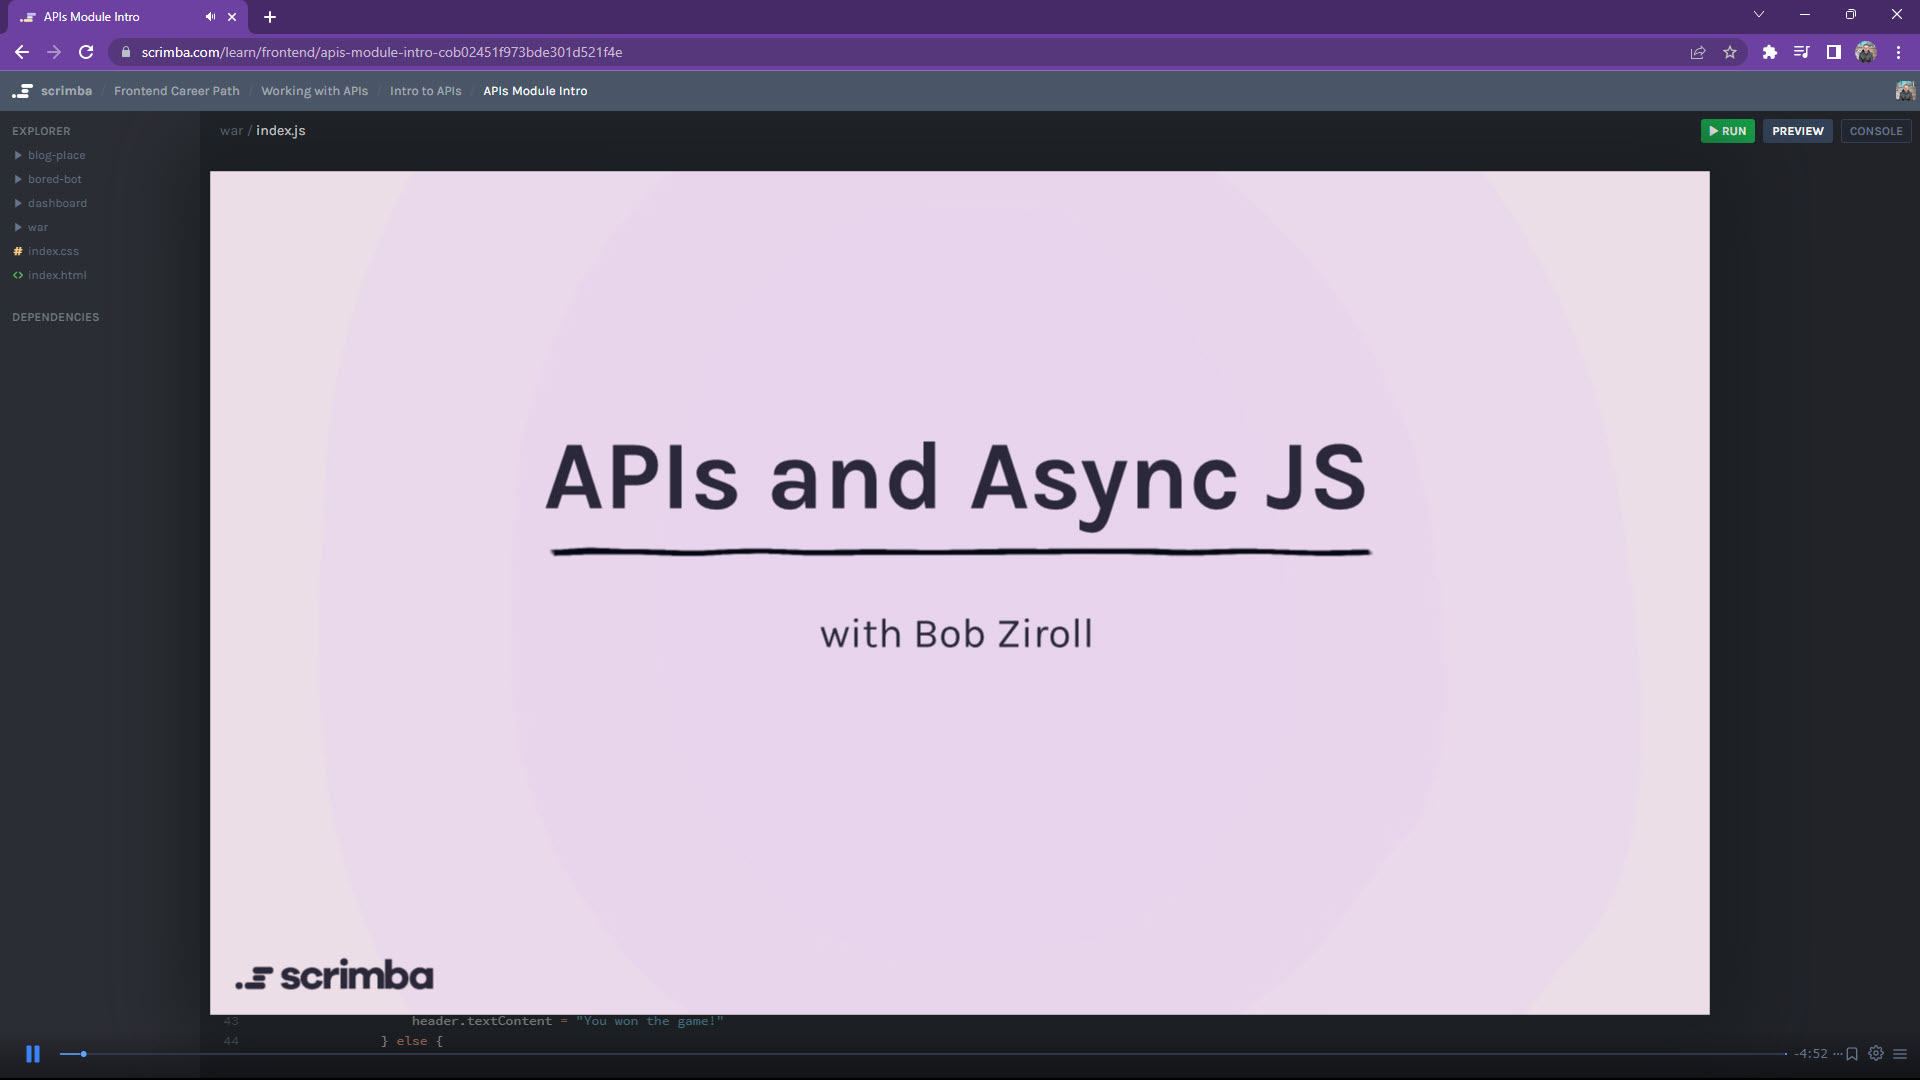 APIs Module Intro
scrimba.com/learn/frontend/apis-module-intro-cob02451f973bde301d521f4e
scrimba / Frontend Career Path / Working with APIs / Intro to APIs / APIs Module Intro
EXPLORER
blog-place
bored-bot
dashboard
war
# index.css
<> index.html
DEPENDENCIES
war / index.js
RUN PREVIEW CONSOLE
APIs and Async JS
with Bob Ziroll
scrimba
43 header.textContent = "You won the game!"
44 } else {
-4:52